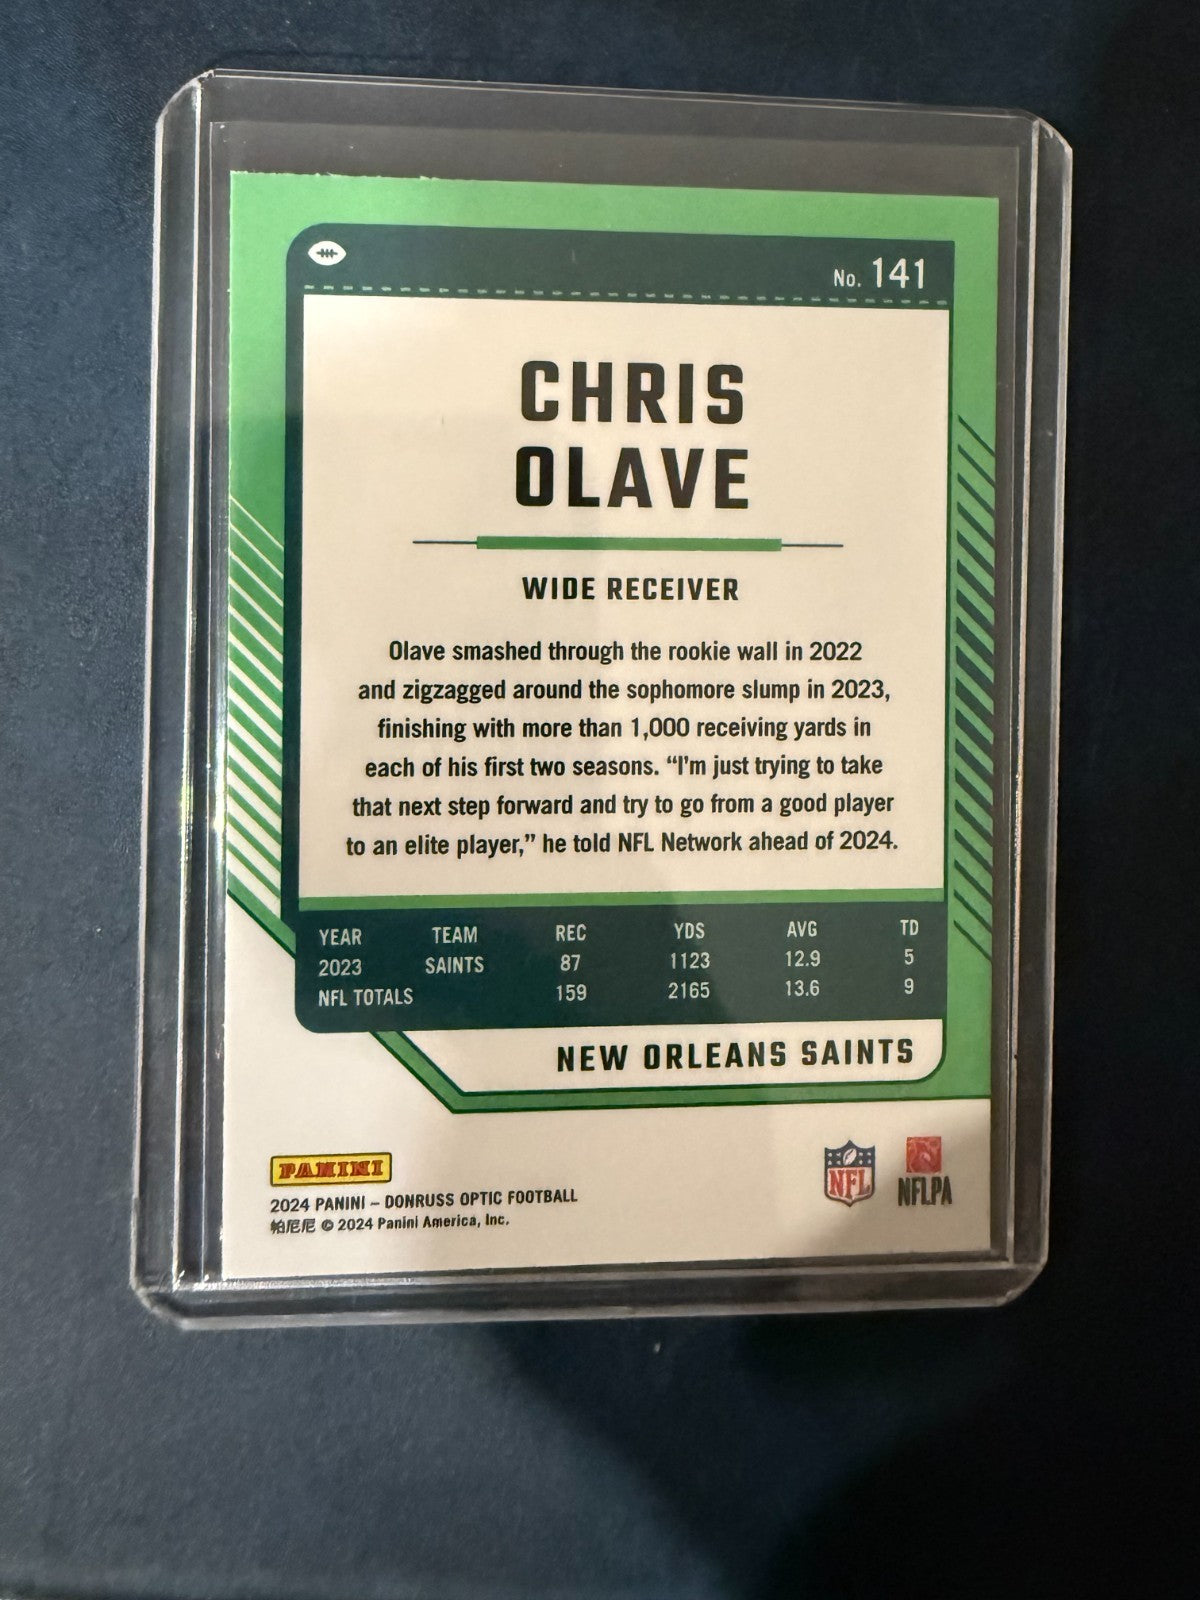 No. 141
CHRIS
OLAVE
WIDE RECEIVER
Olave smashed through the rookie wall in 2022
and zigzagged around the sophomore slump in 2023,
finishing with more than 1,000 receiving yards in
each of his first two seasons. “I'm just trying to take
that next step forward and try to go from a good player
to an elite player,” he told NFL Network ahead of 2024.
YEAR TEAM REC YDS AVG TD
2023 SAINTS 87 1123 12.9 5
NFL TOTALS 159 2165 13.6 9
NEW ORLEANS SAINTS
PANINI
2024 PANINI – DONRUSS OPTIC FOOTBALL
帕尼尼 © 2024 Panini America, Inc.
NFL
NFLPA